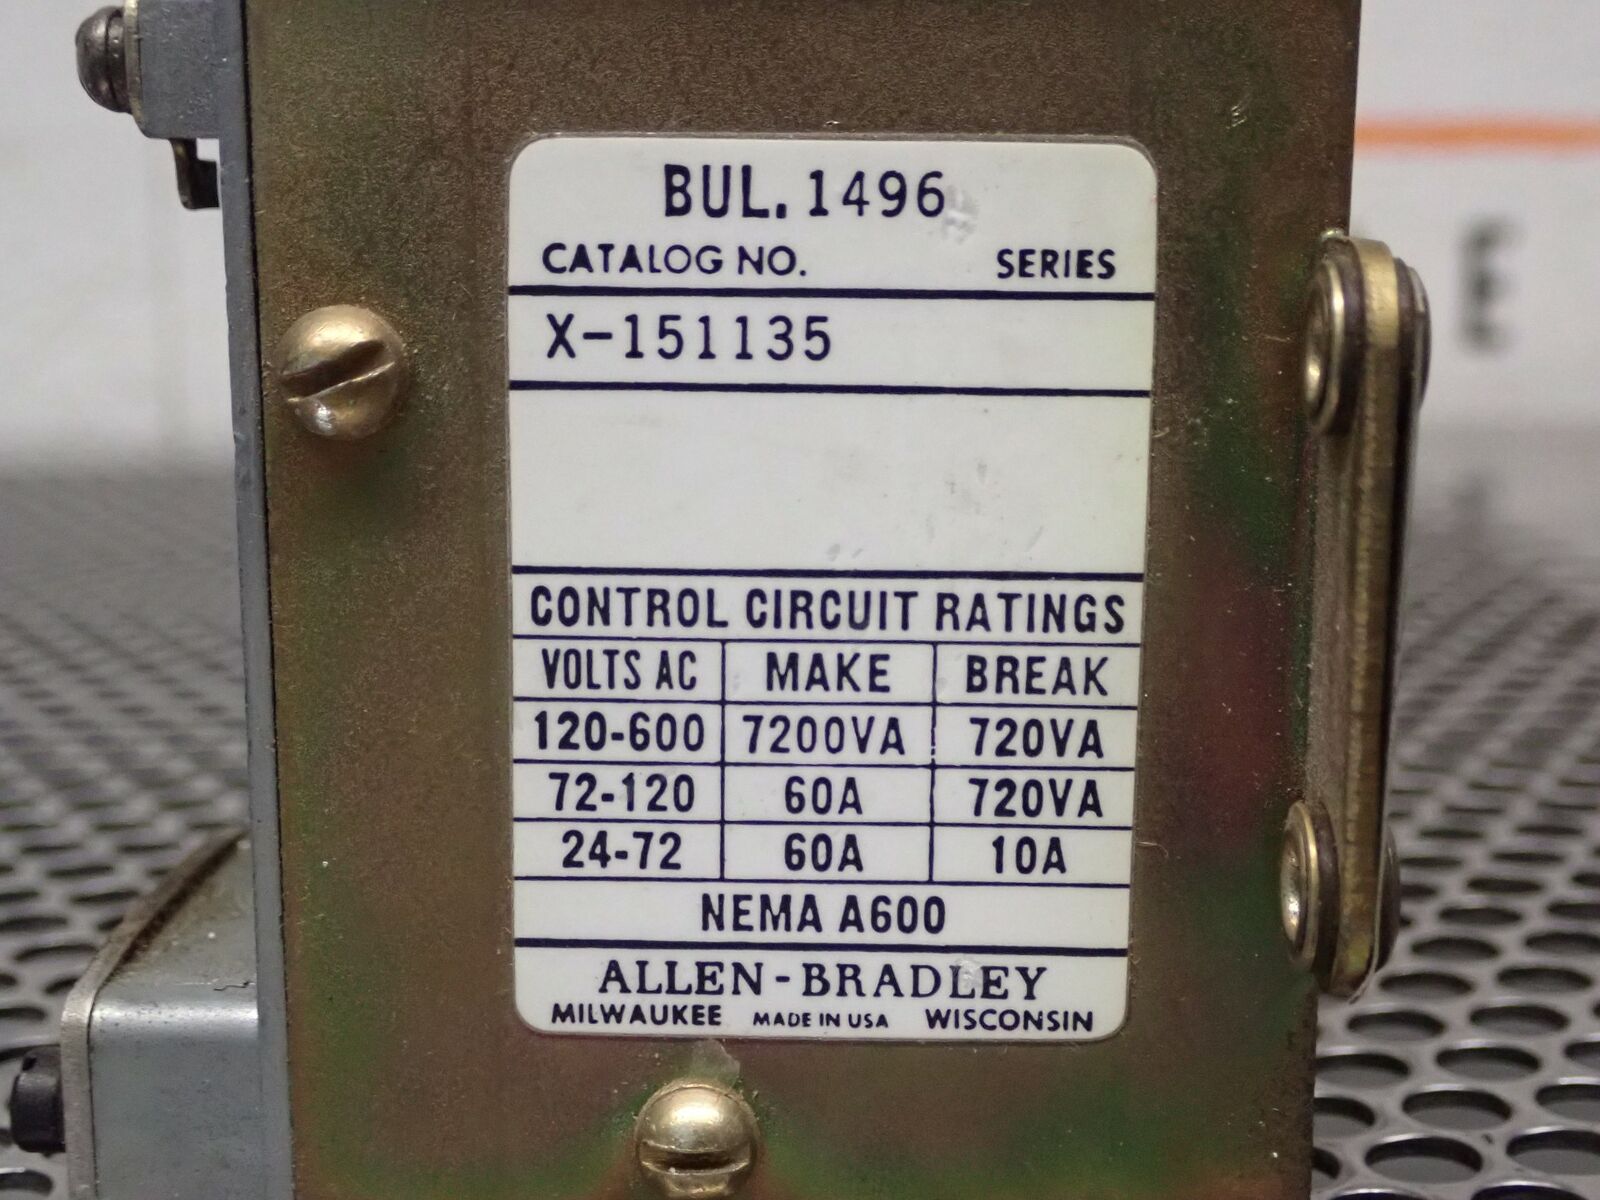 BUL. 1496
CATALOG NO. SERIES
X-151135
CONTROL CIRCUIT RATINGS
VOLTS AC MAKE BREAK
120-600 7200VA 720VA
72-120 60A 720VA
24-72 60A 10A
NEMA A600
ALLEN-BRADLEY
MILWAUKEE MADE IN USA WISCONSIN
E